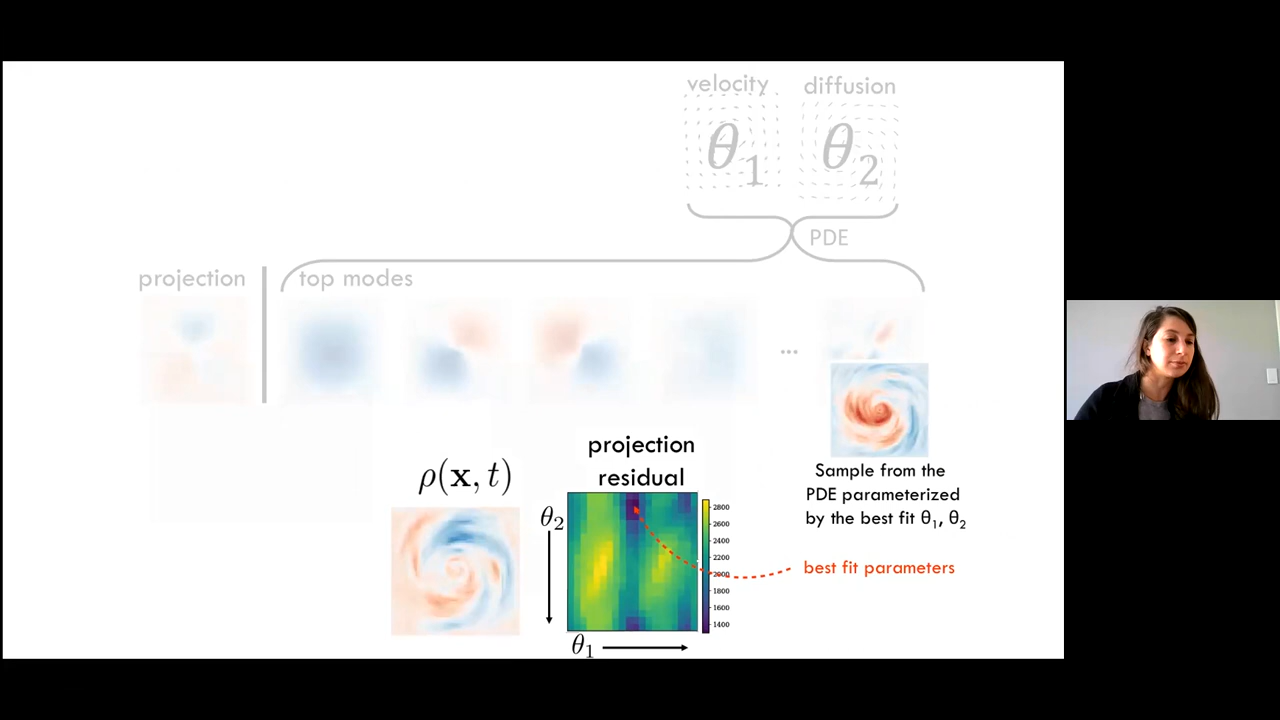 velocity diffusion
θ1 θ2
PDE
projection top modes
...
projection
residual
ρ(x, t)
θ2
2800
2600
2400
2200
2000
1800
1600
1400
θ1
Sample from the
PDE parameterized
by the best fit θ1, θ2
best fit parameters